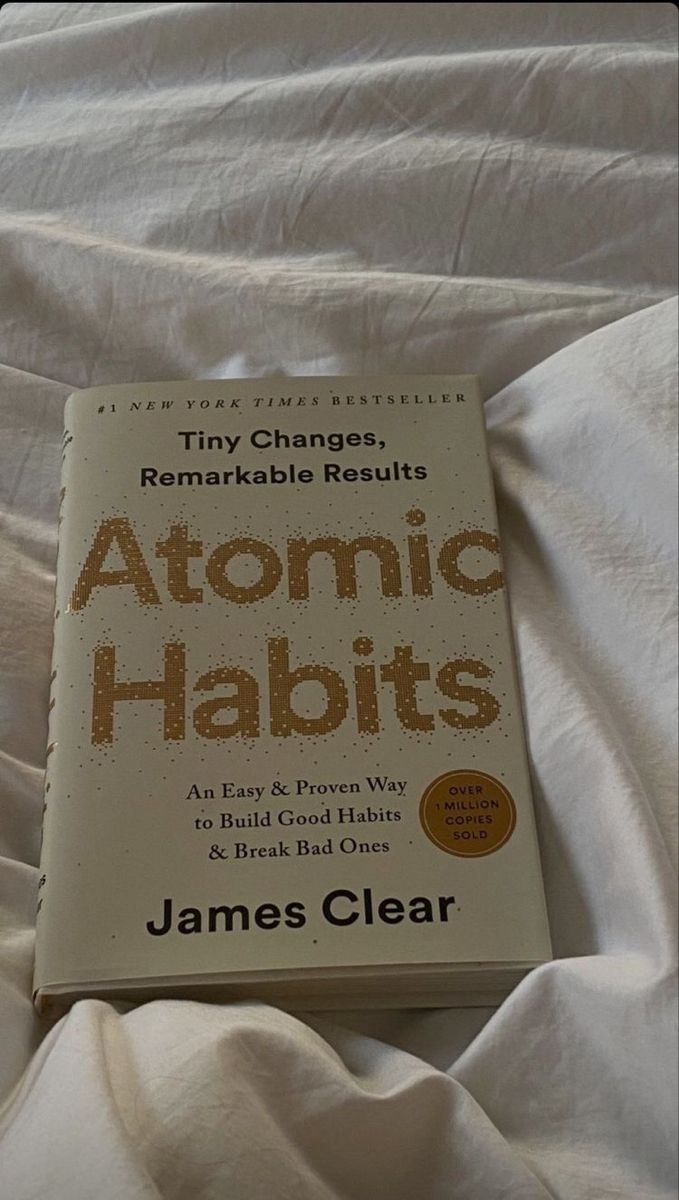 #1 NEW YORK TIMES BESTSELLER
Tiny Changes,
Remarkable Results
Atomic
Habits
An Easy & Proven Way
to Build Good Habits
& Break Bad Ones
OVER
1 MILLION
COPIES
SOLD
James Clear